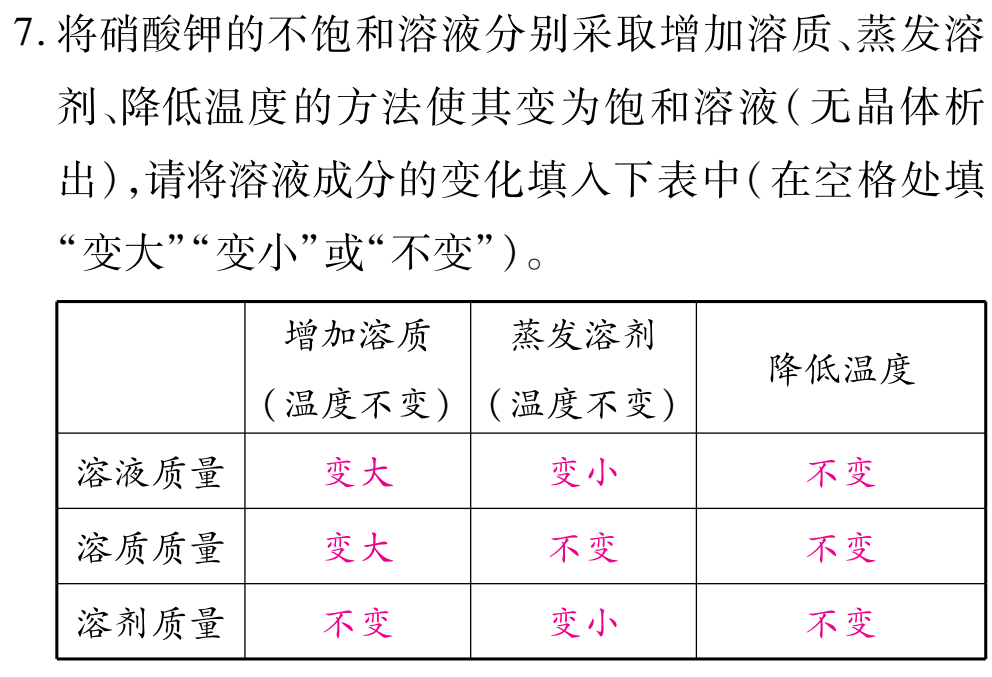 7. 将硝酸钾的不饱和溶液分别采取增加溶质、蒸发溶
剂、降低温度的方法使其变为饱和溶液(无晶体析
出),请将溶液成分的变化填入下表中(在空格处填
“变大”“变小”或“不变”)。
增加溶质 蒸发溶剂 降低温度
(温度不变) (温度不变)
溶液质量 变大 变小 不变
溶质质量 变大 不变 不变
溶剂质量 不变 变小 不变